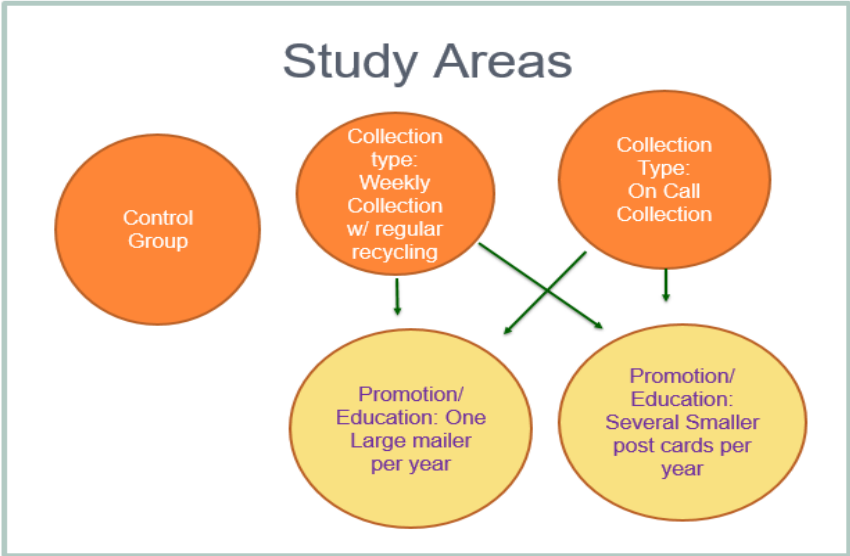 Study Areas
Control
Group
Collection
type:
Weekly
Collection
w/ regular
recycling
Collection
Type:
On Call
Collection
Promotion/
Education: One
Large mailer
per year
Promotion/
Education:
Several Smaller
post cards per
year